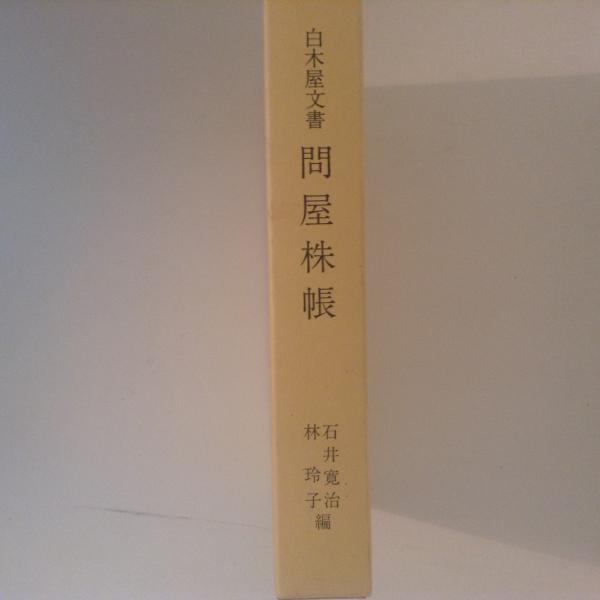 白木屋文書
問屋株帳
石井寛治
林玲子
編